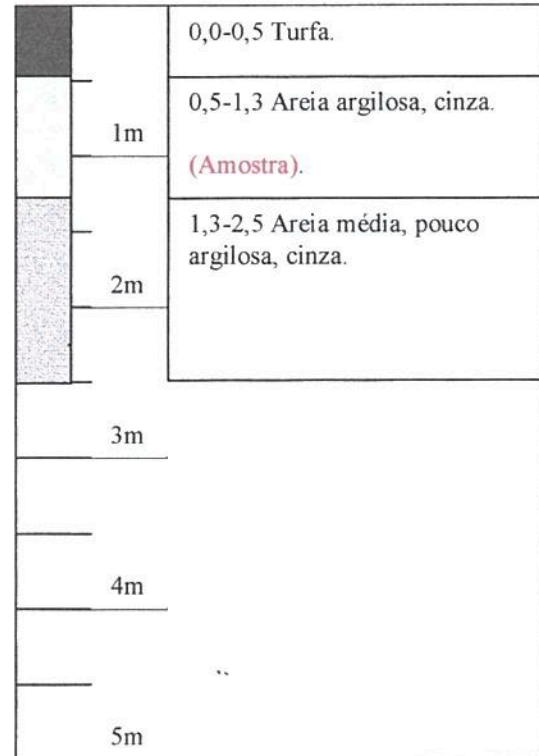 0,0-0,5 Turfa.
0,5-1,3 Areia argilosa, cinza.
1m
(Amostra).
1,3-2,5 Areia média, pouco
argilosa, cinza.
2m
3m
4m
5m